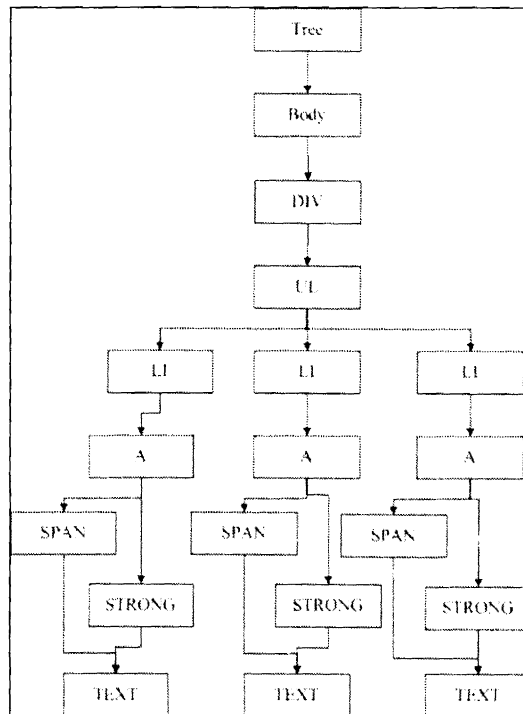 Tree
Body
DIV
UL
LI LI LI
A A A
SPAN SPAN SPAN
STRONG STRONG STRONG
TEXT TEXT TEXT